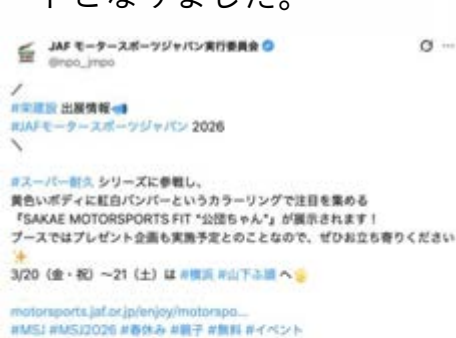 トとなりました。
JAF モータースポーツジャパン実行委員会
@npo_jmpo
/
#栄建設 出展情報
#JAFモータースポーツジャパン 2026
\
#スーパー耐久 シリーズに参戦し、
黄色いボディに紅白バンパーというカラーリングで注目を集める
『SAKAE MOTORSPORTS FIT "公団ちゃん"』が展示されます！
ブースではプレゼント企画も実施予定とのことなので、ぜひお立ち寄りください
✨
3/20（金・祝）～21（土）は #横浜 #山下ふ頭 へ
motorsports.jaf.or.jp/enjoy/motorspo...
#MSJ #MSJ2026 #春休み #親子 #無料 #イベント